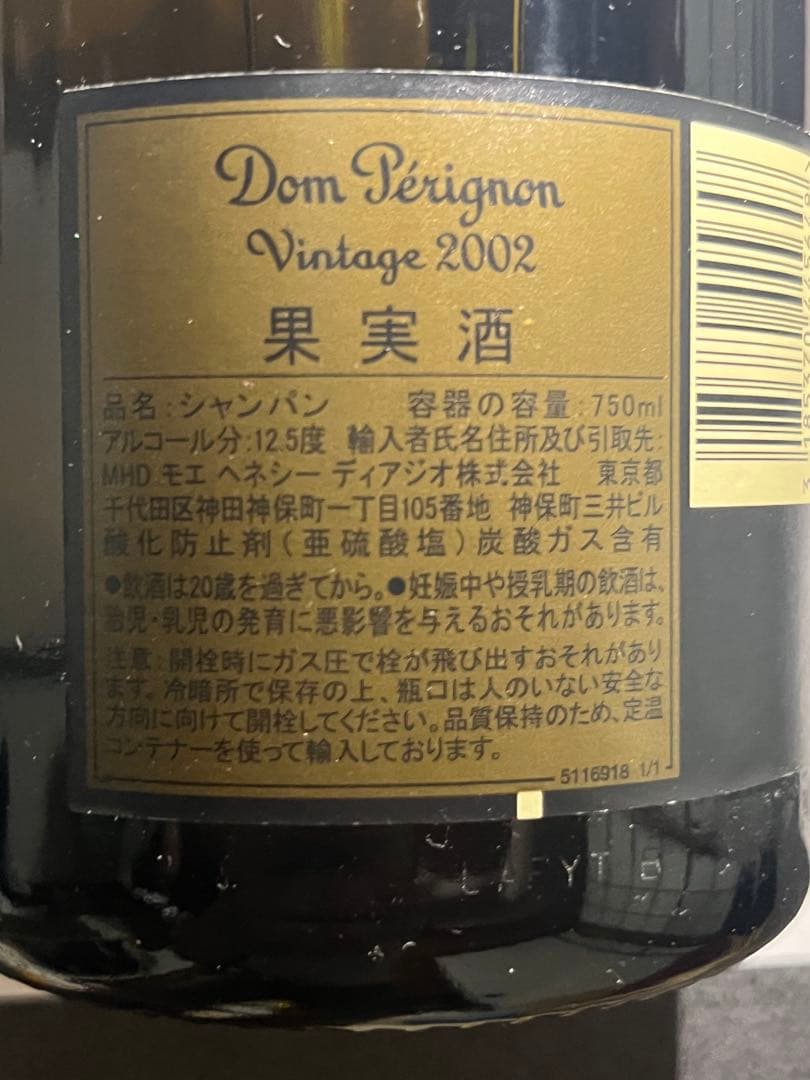 Dom Pérignon
Vintage 2002
果実酒
品名:シャンパン 容器の容量:750ml
アルコール分:12.5度 輸入者氏名住所及び引取先:
MHD モエ ヘネシー ディアジオ株式会社 東京都
千代田区神田神保町一丁目105番地 神保町三井ビル
酸化防止剤(亜硫酸塩)炭酸ガス含有
●飲酒は20歳を過ぎてから。●妊娠中や授乳期の飲酒は、
胎児・乳児の発育に悪影響を与えるおそれがあります。
注意:開栓時にガス圧で栓が飛び出すおそれがあり
ます。冷暗所で保存の上、瓶口は人のいない安全な
方向に向けて開栓してください。品質保持のため、定温
コンテナーを使って輸入しております。
5116918 1/1